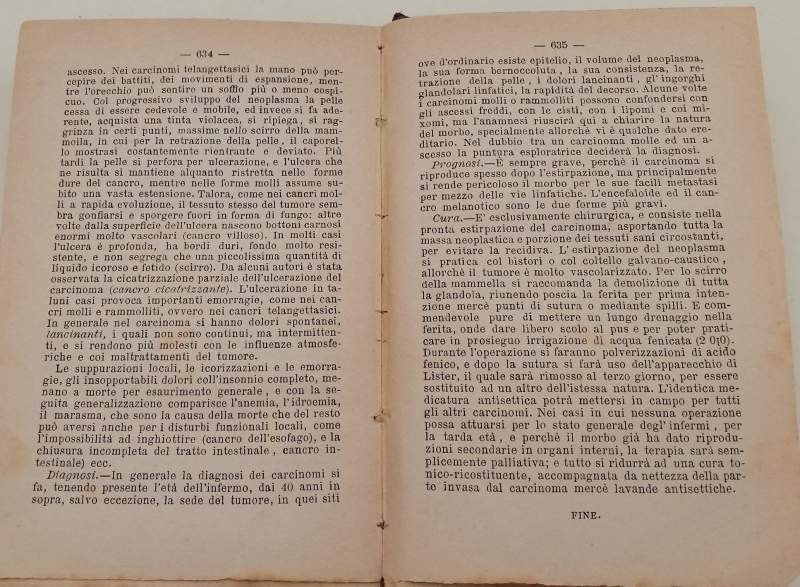 — 634 —
ascesso. Nei carcinomi telangettasici la mano può per-
cepire dei battiti, dei movimenti di espansione, men-
tre l'orecchio può sentire un soffio più o meno cospi-
cuo. Col progressivo sviluppo del neoplasma la pelle
cessa di essere cedevole e mobile, ed invece si fa ade-
rente, acquista una tinta violacea, si ripiega, si rag-
grinza in certi punti, massime nello scirro della mam-
moila, in cui per la retrazione della pelle , il caporel-
lo mostrasi costantemente rientrante e deviato. Più
tardi la pelle si perfora per ulcerazione, e l'ulcera che
ne risulta si mantiene alquanto ristretta nelle forme
dure del cancro, mentre nelle forme molli assume su-
bito una vasta estensione. Talora, come nei cancri mol-
li a rapida evoluzione, il tessuto stesso del tumore sem-
bra gonfiarsi e sporgere fuori in forma di fungo: altre
volte dalla superficie dell'ulcera nascon bottoni carnosi
enormi molto vascolari (cancro villoso). In molti casi
l'ulcera è profonda, ha bordi duri, fondo molto resi-
stente, e non segrega che una piccolissima quantità di
liquido icoroso e fetido (scirro). Da alcuni autori è stata
osservata la cicatrizzazione parziale dell'ulcerazione del
carcinoma (cancro cicatrizzante). L'ulcerazione in ta-
luni casi provoca importanti emorragie, come nei can-
cri molli e rammolliti, ovvero nei cancri telangettasici.
In generale nel carcinoma si hanno dolori spontanei,
lancinanti, i quali non sono continui, ma intermitten-
ti, e si rendono più molesti con le influenze atmosfe-
riche e coi maltrattamenti del tumore.
Le suppurazioni locali, le icorizzazioni e le emorra-
gie, gli insopportabili dolori coll'insonnio completo, me-
nano a morte per esaurimento generale , e con la se-
guita generalizzazione comparisce l'anemia, l'idroemia,
il marasma, che sono la causa della morte che del resto
può aversi anche per i disturbi funzionali locali, come
l'impossibilità ad inghiottire (cancro dell'esofago), e la
chiusura incompleta del tratto intestinale , cancro in-
testinale) ecc.
Diagnosi.—In generale la diagnosi dei carcinomi si
fa, tenendo presente l'età dell'infermo, dai 40 anni in
sopra, salvo eccezione, la sede del tumore, in quei siti
— 635 —
ove d'ordinario esiste epitelio, il volume del neoplasma,
la sua forma bernoccoluta , la sua consistenza, la re-
trazione della pelle , i dolori lancinanti , gl' ingorghi
glandolari linfatici, la rapidità del decorso. Alcune volte
i carcinomi molli o rammolliti possono confondersi con
gli ascessi freddi, con le cisti, con i lipomi e coi mi-
xomi, ma l'anamnesi riuscirà qui a chiarire la natura
del morbo, specialmente allorchè vi è qualche dato ere-
ditario. Nel dubbio tra un carcinoma molle ed un a-
scesso la puntura esploratrice deciderà la diagnosi.
Prognosi.—È sempre grave, perchè il carcinoma si
riproduce spesso dopo l'estirpazione, ma principalmente
si rende pericoloso il morbo per le sue facili metastasi
per mezzo delle vie linfatiche. L'encefaloide ed il can-
cro melanotico sono le due forme più gravi.
Cura.—E' esclusivamente chirurgica, e consiste nella
pronta estirpazione del carcinoma, asportando tutta la
massa neoplastica e porzione dei tessuti sani circostanti,
per evitare la recidiva. L' estirpazione del neoplasma
si pratica col bistori o col coltello galvano-caustico ,
allorchè il tumore è molto vascolarizzato. Per lo scirro
della mammella si raccomanda la demolizione di tutta
la glandola, riunendo poscia la ferita per prima inten-
zione mercè punti di sutura o mediante spilli. E com-
mendevole pure di mettere un lungo drenaggio nella
ferita, onde dare libero scolo al pus e per poter prati-
care in prosieguo irrigazione di acqua fenicata (2 0[0).
Durante l'operazione si faranno polverizzazioni di acido
fenico, e dopo la sutura si farà uso dell'apparecchio di
Lister, il quale sarà rimosso al terzo giorno, per essere
sostituito ad un altro dell'istessa natura. L'identica me-
dicatura antisettica potrà mettersi in campo per tutti
gli altri carcinomi. Nei casi in cui nessuna operazione
possa attuarsi per lo stato generale degl' infermi , per
la tarda età , e perchè il morbo già ha dato riprodu-
zioni secondarie in organi interni, la terapia sarà sem-
plicemente palliativa; e tutto si ridurrà ad una cura to-
nico-ricostituente, accompagnata da nettezza della par-
te invasa dal carcinoma mercè lavande antisettiche.
FINE.